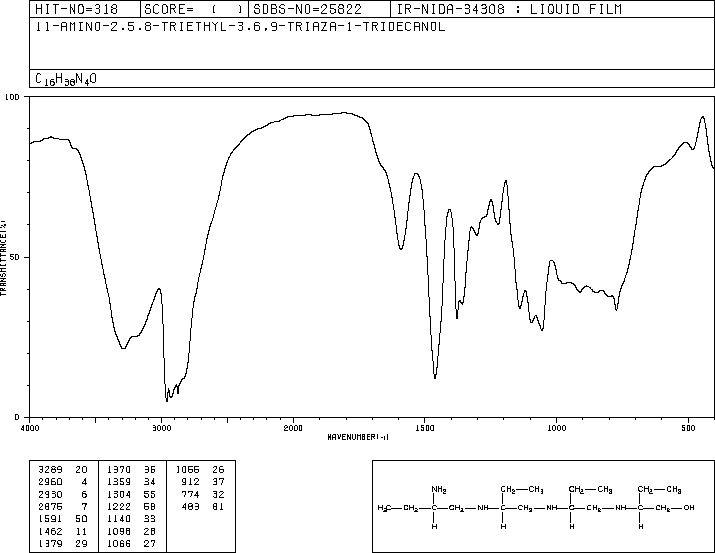 HIT-NO=318 SCORE= ( ) SDBS-NO=25822 IR-NIDA-34308 : LIQUID FILM
11-AMINO-2.5.8-TRIETHYL-3.6.9-TRIAZA-1-TRIDECANOL
C16H38N4O
100
50
0
TRANSMITTANCE(%)
4000 3000 2000 1500 1000 500
WAVENUMBER(-1)
3289 20 1370 36 1055 26
2960 4 1359 34 912 37
2930 6 1304 55 774 32
2875 7 1222 58 483 81
1591 50 1140 33
1462 11 1098 28
1379 29 1066 27
NH2 CH2—CH3 CH2—CH3 CH2—CH3
H3C—CH2—C—CH2—NH—C—CH2—NH—C—CH2—NH—C—CH2—OH
H H H H